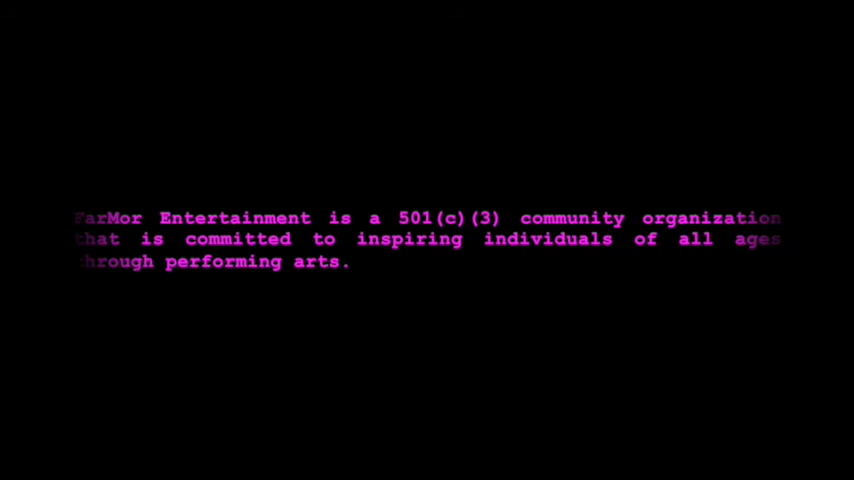 FarMor Entertainment is a 501(c)(3) community organization
that is committed to inspiring individuals of all ages
through performing arts.